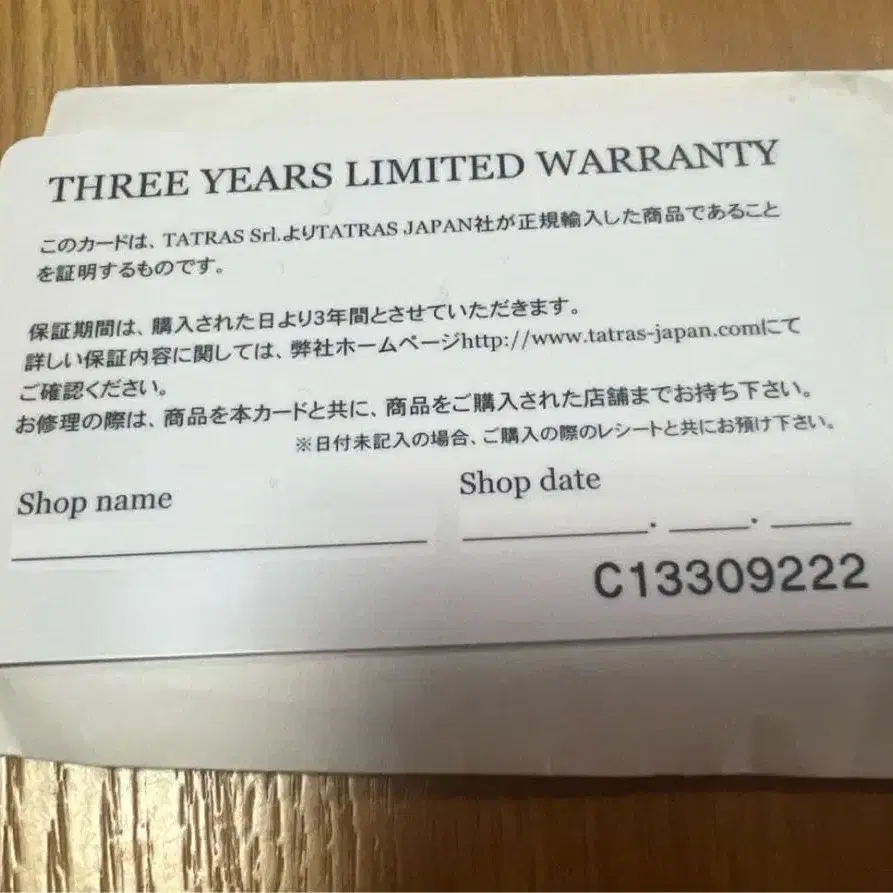 THREE YEARS LIMITED WARRANTY
このカードは、TATRAS Srl.よりTATRAS JAPAN社が正規輸入した商品であること
を証明するものです。
保証期間は、購入された日より3年間とさせていただきます。
詳しい保証内容に関しては、弊社ホームページhttp://www.tatras-japan.comにて
ご確認ください。
お修理の際は、商品を本カードと共に、商品をご購入された店舗までお持ち下さい。
※日付未記入の場合、ご購入の際のレシートと共にお預け下さい。
Shop name
Shop date
. .
C13309222